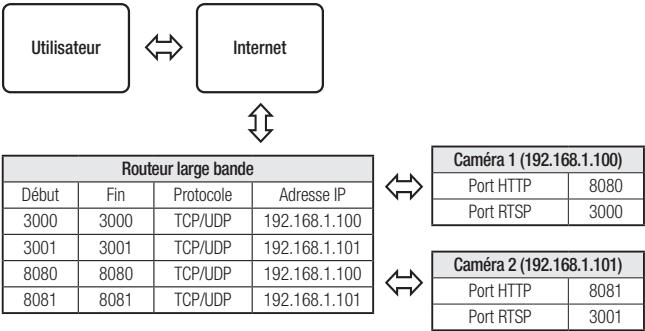 Utilisateur
Internet
Routeur large bande
Début Fin Protocole Adresse IP
3000 3000 TCP/UDP 192.168.1.100
3001 3001 TCP/UDP 192.168.1.101
8080 8080 TCP/UDP 192.168.1.100
8081 8081 TCP/UDP 192.168.1.101
Caméra 1 (192.168.1.100)
Port HTTP 8080
Port RTSP 3000
Caméra 2 (192.168.1.101)
Port HTTP 8081
Port RTSP 3001